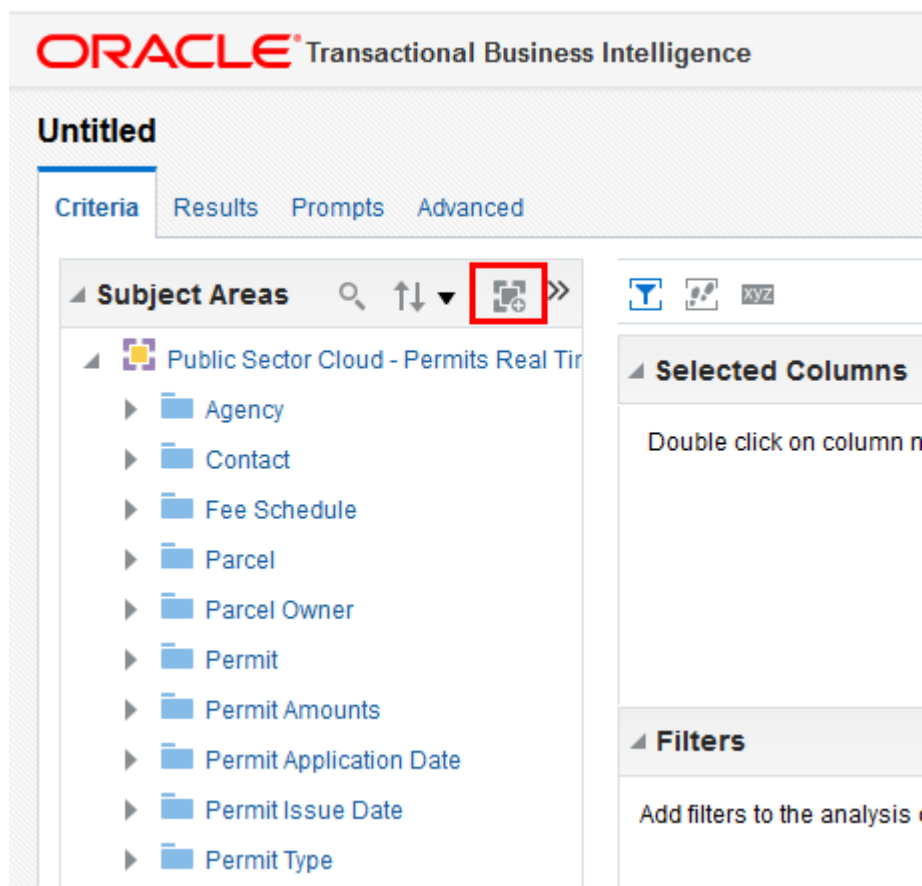 ORACLE Transactional Business Intelligence
Untitled
Criteria Results Prompts Advanced
Subject Areas
xyz
Public Sector Cloud - Permits Real
Selected Columns
Agency
Double click on column
Contact
Fee Schedule
Parcel
Parcel Owner
Permit
Permit Amounts
Filters
Permit Application Date
Permit Issue Date
Add filters to the analysis
Permit Type